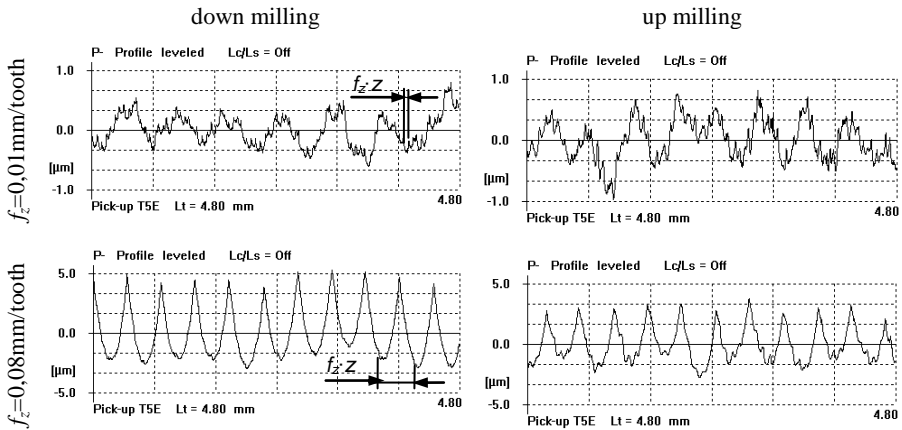 down milling
up milling
fz=0,01mm/tooth
P- Profile leveled Lc/Ls = Off
1.0
0.0
[µm]
-1.0
fz·z
4.80
Pick-up T5E Lt = 4.80 mm
P- Profile leveled Lc/Ls = Off
1.0
0.0
[µm]
-1.0
4.80
Pick-up T5E Lt = 4.80 mm
fz=0,08mm/tooth
P- Profile leveled Lc/Ls = Off
5.0
0.0
[µm]
-5.0
fz·z
4.80
Pick-up T5E Lt = 4.80 mm
P- Profile leveled Lc/Ls = Off
5.0
0.0
[µm]
-5.0
4.80
Pick-up T5E Lt = 4.80 mm